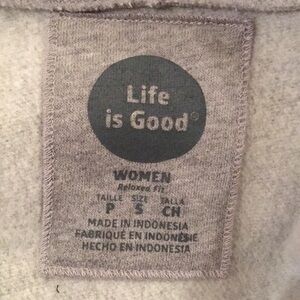 Life
is Good®
WOMEN
Relaxed Fit
TAILLE SIZE TALLA
P S CH
MADE IN INDONESIA
FABRIQUÉ EN INDONÉSIE
HECHO EN INDONESIA